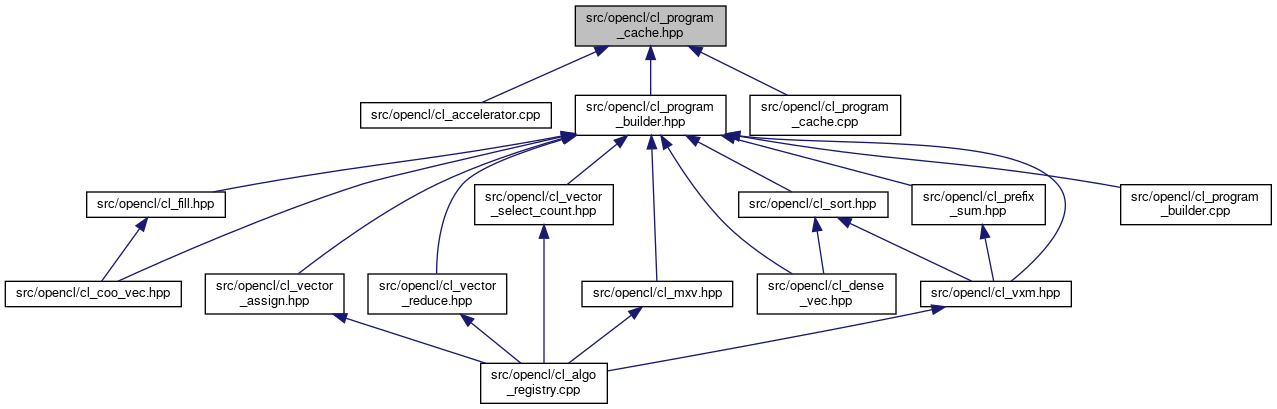 src/opencl/cl_program
_cache.hpp
src/opencl/cl_accelerator.cpp
src/opencl/cl_program
_builder.hpp
src/opencl/cl_program
_cache.cpp
src/opencl/cl_fill.hpp
src/opencl/cl_vector
_select_count.hpp
src/opencl/cl_sort.hpp
src/opencl/cl_prefix
_sum.hpp
src/opencl/cl_program
_builder.cpp
src/opencl/cl_coo_vec.hpp
src/opencl/cl_vector
_assign.hpp
src/opencl/cl_vector
_reduce.hpp
src/opencl/cl_mxv.hpp
src/opencl/cl_dense
_vec.hpp
src/opencl/cl_vxm.hpp
src/opencl/cl_algo
_registry.cpp